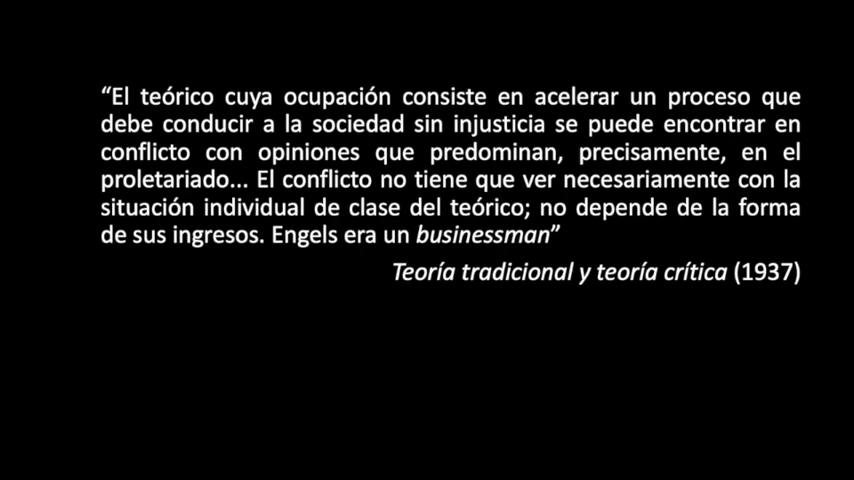 “El teórico cuya ocupación consiste en acelerar un proceso que
debe conducir a la sociedad sin injusticia se puede encontrar en
conflicto con opiniones que predominan, precisamente, en el
proletariado... El conflicto no tiene que ver necesariamente con la
situación individual de clase del teórico; no depende de la forma
de sus ingresos. Engels era un businessman”
Teoría tradicional y teoría crítica (1937)